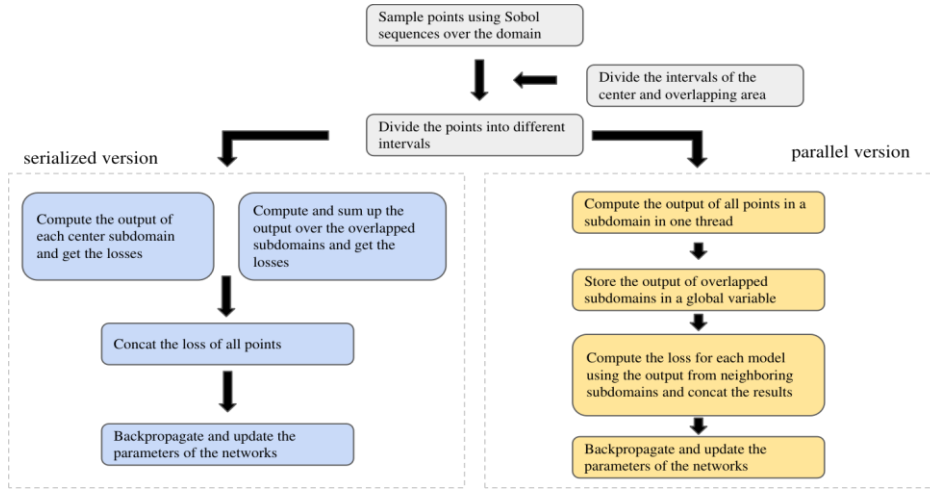 Sample points using Sobol
sequences over the domain
Divide the intervals of the
center and overlapping area
Divide the points into different
intervals
serialized version
parallel version
Compute the output of
each center subdomain
and get the losses
Compute and sum up the
output over the overlapped
subdomains and get the
losses
Concat the loss of all points
Backpropagate and update the
parameters of the networks
Compute the output of all points in a
subdomain in one thread
Store the output of overlapped
subdomains in a global variable
Compute the loss for each model
using the output from neighboring
subdomains and concat the results
Backpropagate and update the
parameters of the networks